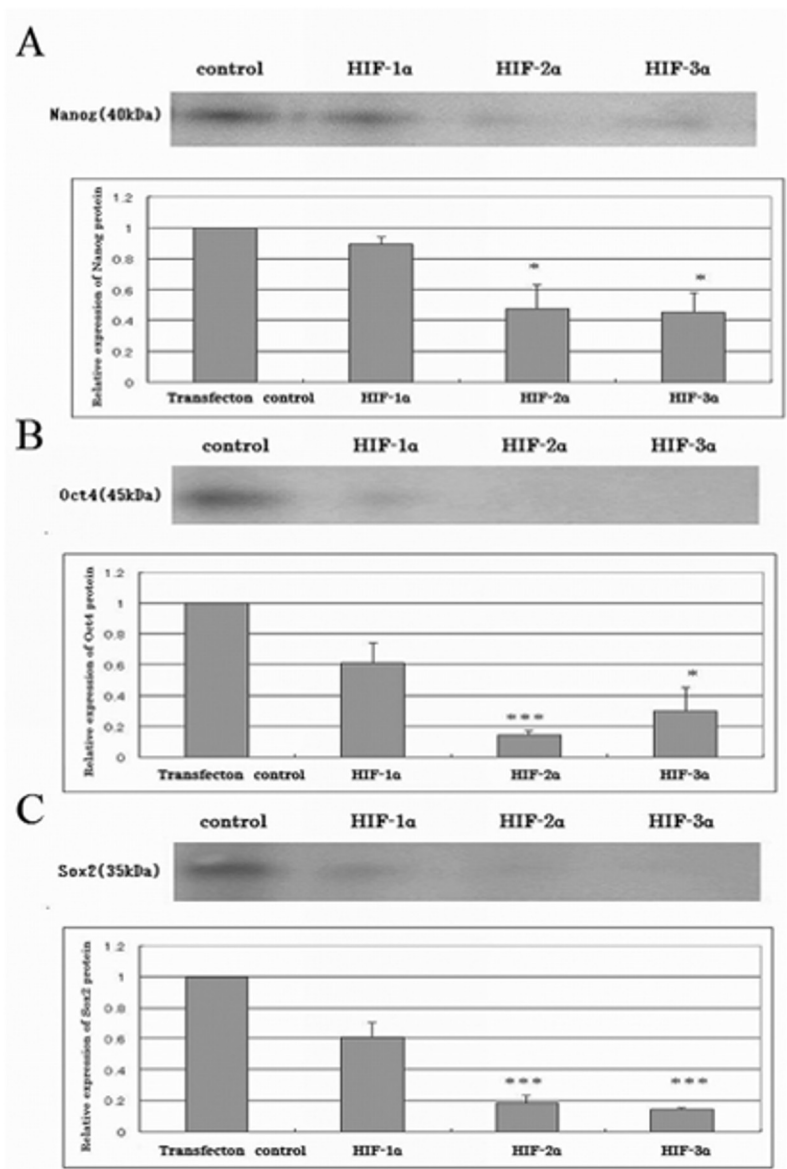 A
control HIF-1α HIF-2α HIF-3α
Nanog(40kDa)
Relative expression of Nanog protein
1.2
1
0.8
0.6
0.4
0.2
0
*
*
Transfecton control HIF-1α HIF-2α HIF-3α
B
control HIF-1α HIF-2α HIF-3α
Oct4(45kDa)
Relative expression of Oct4 protein
1.2
1
0.8
0.6
0.4
0.2
0
***
*
Transfecton control HIF-1α HIF-2α HIF-3α
C
control HIF-1α HIF-2α HIF-3α
Sox2(35kDa)
Relative expression of Sox2 protein
1.2
1
0.8
0.6
0.4
0.2
0
*** ***
Transfecton control HIF-1α HIF-2α HIF-3α